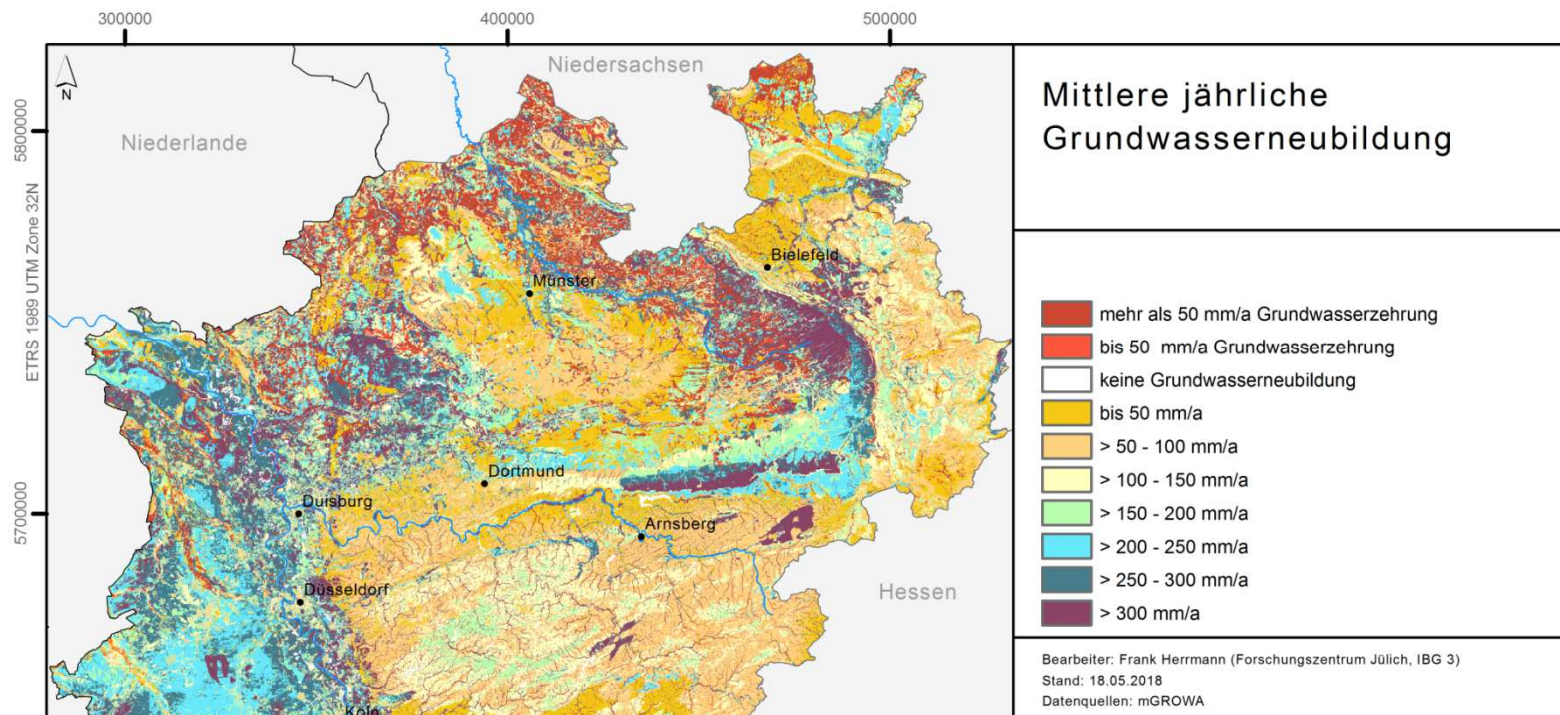 300000
400000
500000
5800000
5700000
ETRS 1989 UTM Zone 32N
N
Niedersachsen
Niederlande
Bielefeld
Münster
Dortmund
Duisburg
Arnsberg
Düsseldorf
Hessen
Köln
Mittlere jährliche
Grundwasserneubildung
mehr als 50 mm/a Grundwasserzehrung
bis 50 mm/a Grundwasserzehrung
keine Grundwasserneubildung
bis 50 mm/a
> 50 - 100 mm/a
> 100 - 150 mm/a
> 150 - 200 mm/a
> 200 - 250 mm/a
> 250 - 300 mm/a
> 300 mm/a
Bearbeiter: Frank Herrmann (Forschungszentrum Jülich, IBG 3)
Stand: 18.05.2018
Datenquellen: mGROWA